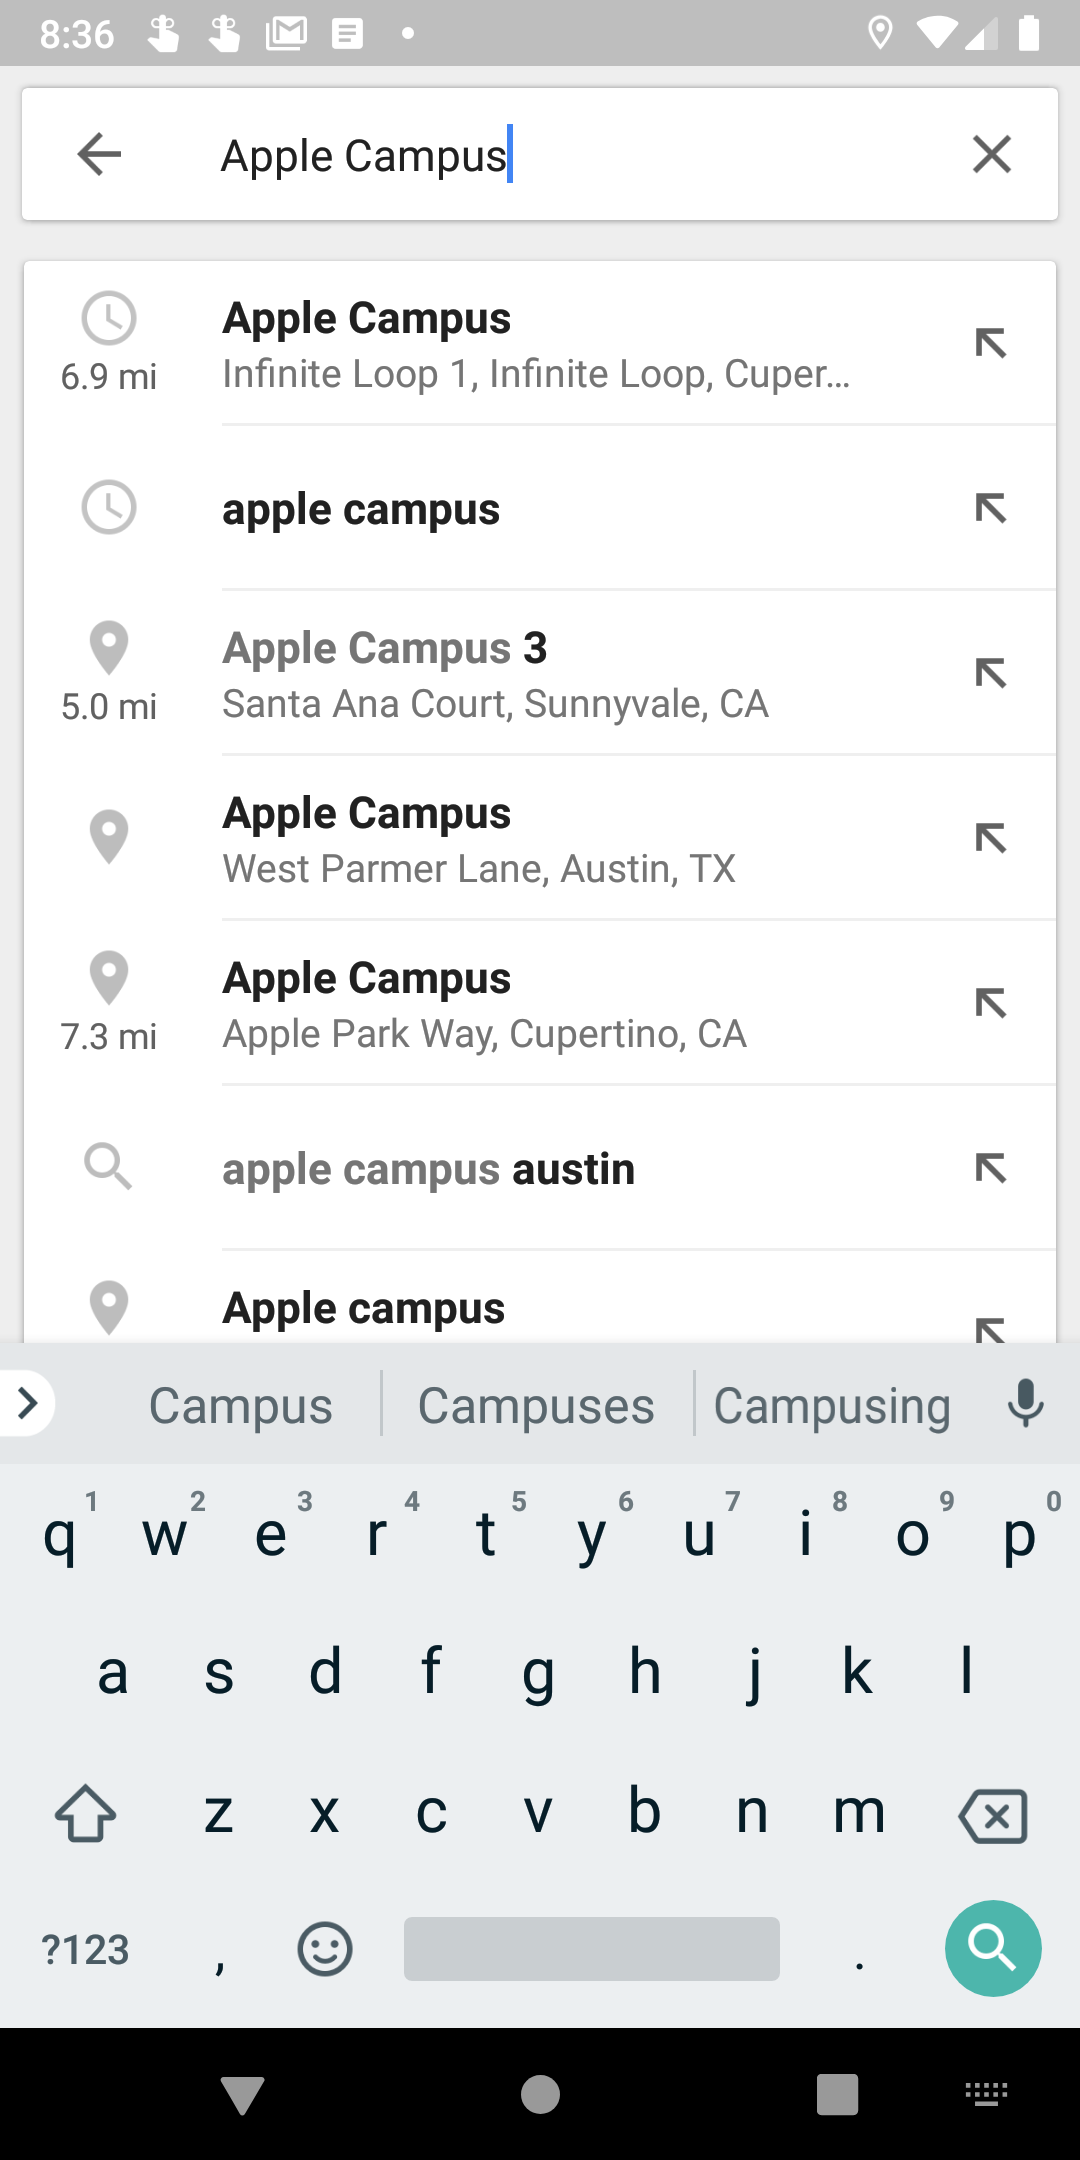 8:36
Apple Campus
Apple Campus
6.9 mi
Infinite Loop 1, Infinite Loop, Cuper...
apple campus
Apple Campus 3
5.0 mi
Santa Ana Court, Sunnyvale, CA
Apple Campus
West Parmer Lane, Austin, TX
Apple Campus
7.3 mi
Apple Park Way, Cupertino, CA
apple campus austin
Apple campus
Campus Campuses Campusing
1 2 3 4 5 6 7 8 9 0
q w e r t y u i o p
a s d f g h j k l
z x c v b n m
?123 , .